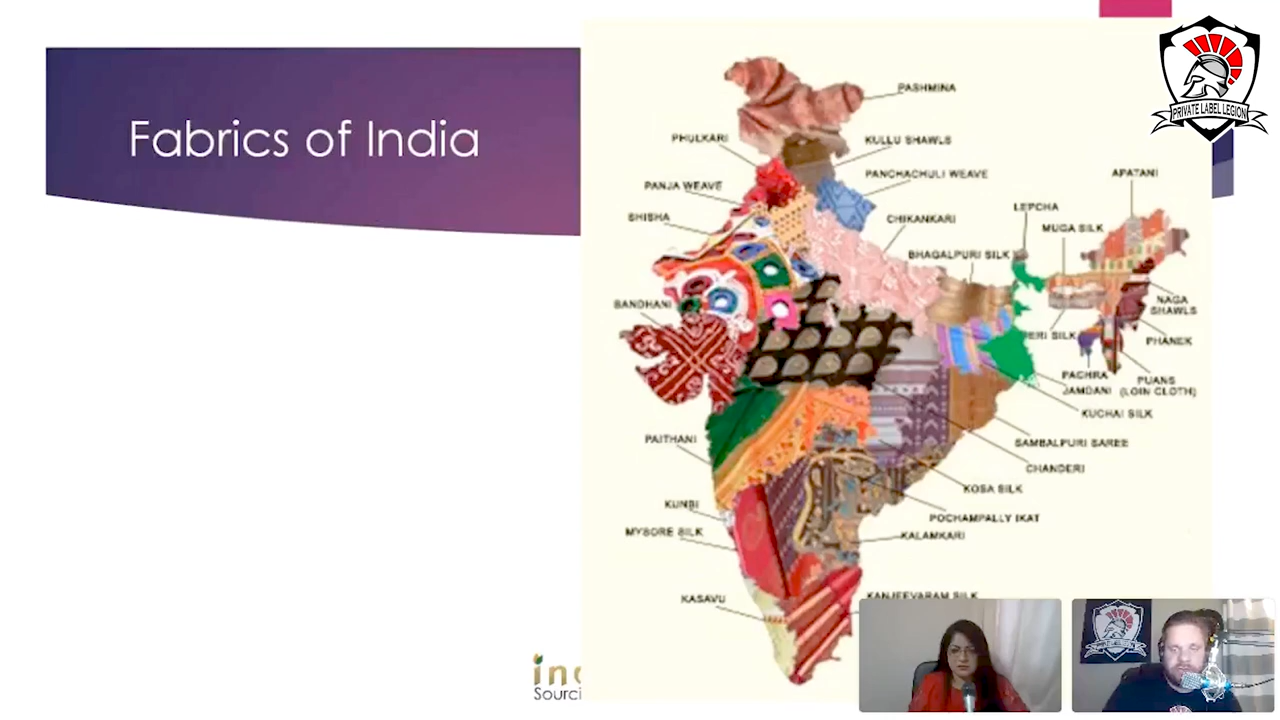 Fabrics of India
PRIVATE LABEL LEGION
PASHMINA
PHULKARI
KULLU SHAWLS
PANJA WEAVE
PANCHACHULI WEAVE
APATANI
SHISHA
CHIKANKARI
LEPCHA
MUGA SILK
BHAGALPURI SILK
BANDHANI
NAGA
SHAWLS
ERI SILK
PHANEK
PACHRA
JAMDANI
PUANS
(LOIN CLOTH)
KUCHAI SILK
PAITHANI
SAMBALPURI SAREE
CHANDERI
KOSA SILK
KUNBI
POCHAMPALLY IKAT
MYSORE SILK
KALAMKARI
KASAVU
KANJEEVARAM SILK